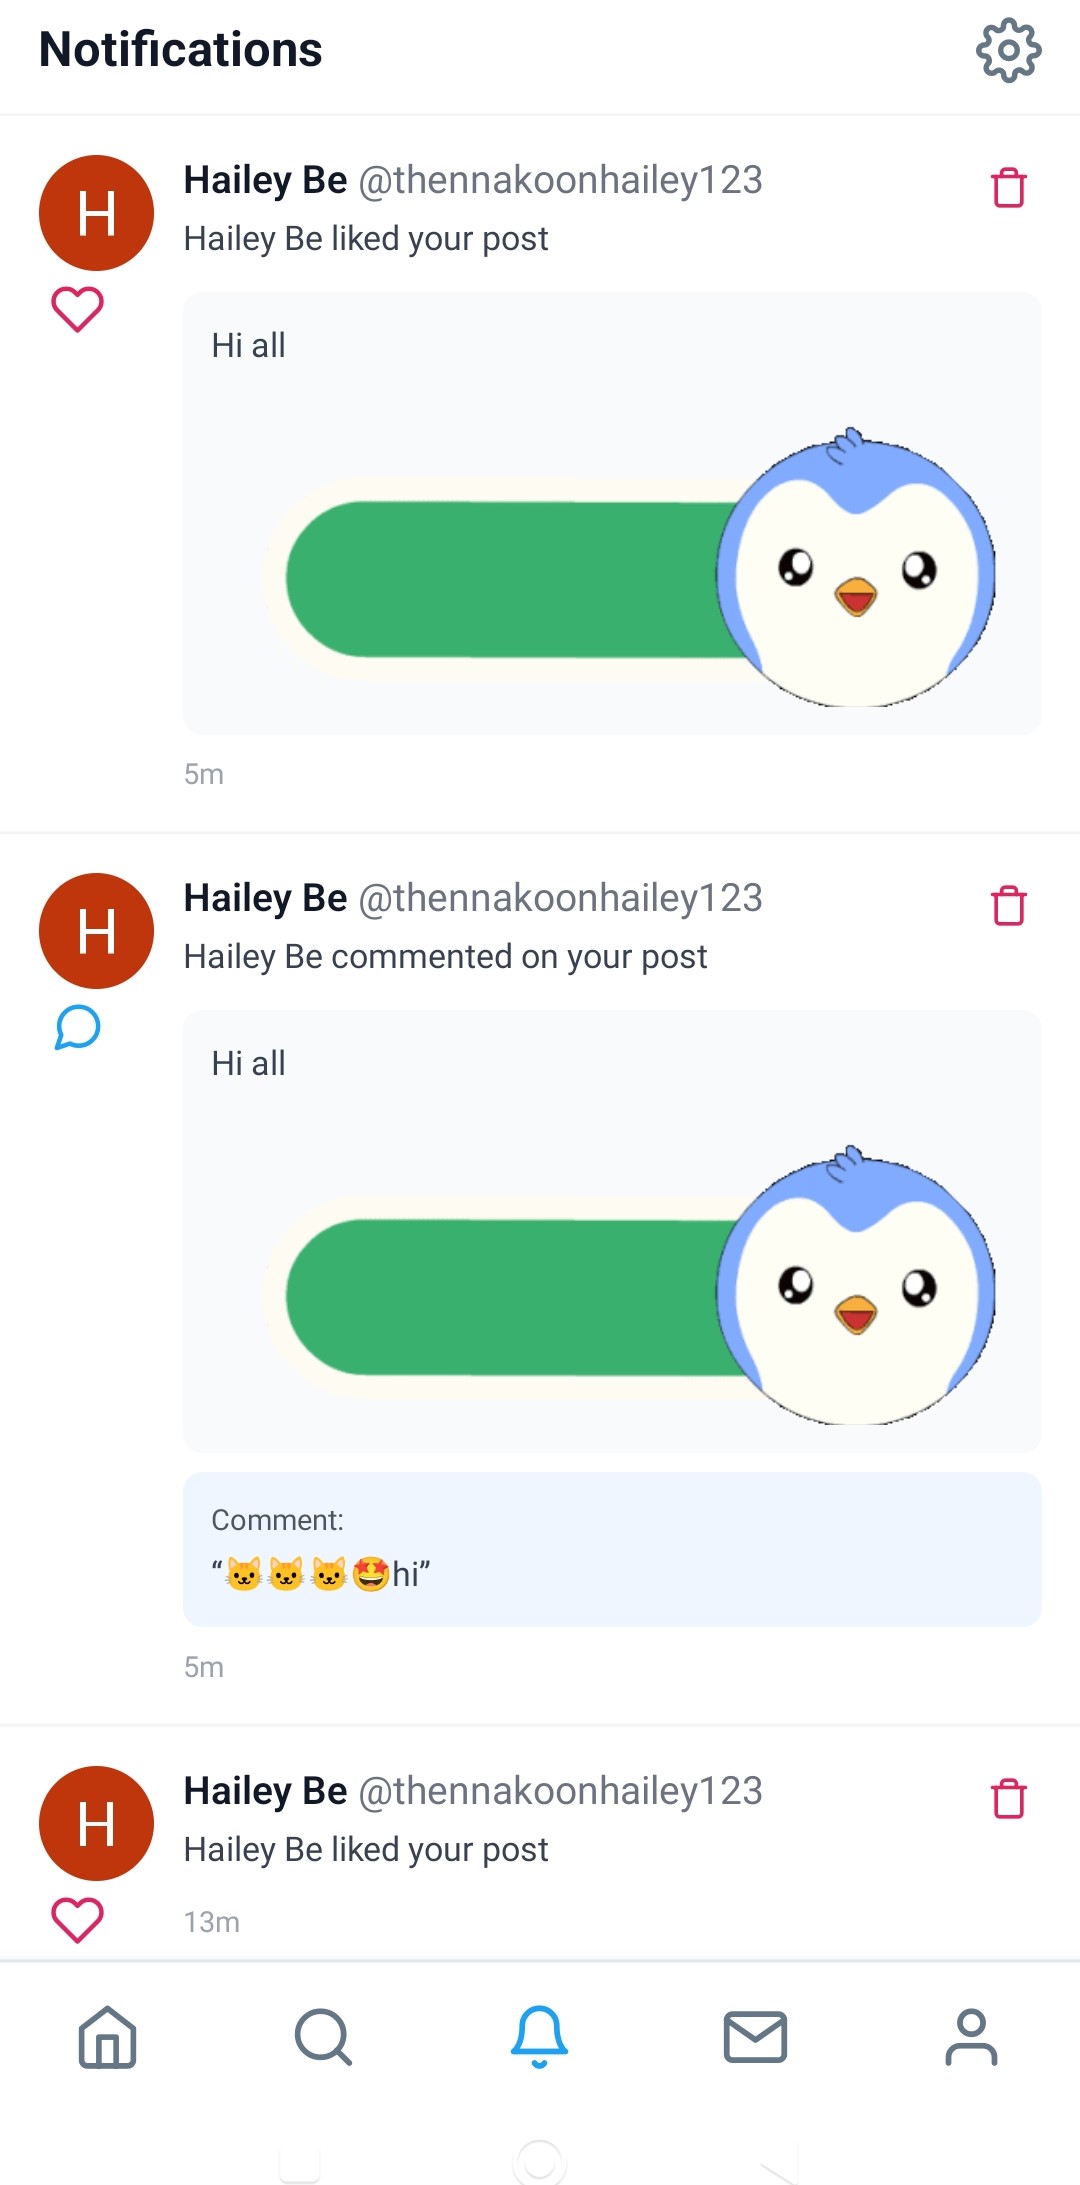 Notifications
H
Hailey Be @thennakoonhailey123
Hailey Be liked your post
Hi all
5m
H
Hailey Be @thennakoonhailey123
Hailey Be commented on your post
Hi all
Comment:
“🐱🐱🐱🤩hi”
5m
H
Hailey Be @thennakoonhailey123
Hailey Be liked your post
13m